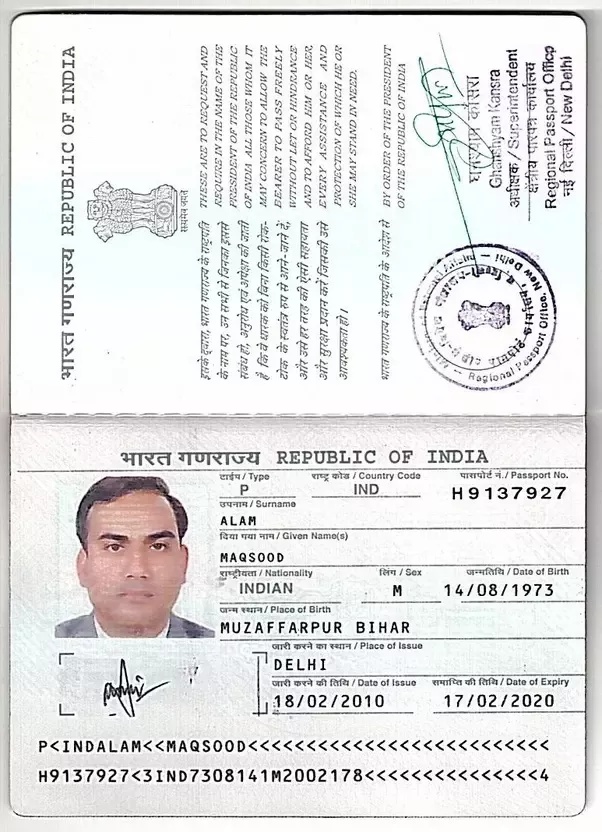 भारत गणराज्य REPUBLIC OF INDIA
सत्यमेव जयते
इसके द्वारा, भारत गणराज्य के राष्ट्रपति
के नाम पर, उन सभी से जिनका इससे
संबंध हो, अनुरोध एवं अपेक्षा की जाती
है कि वे धारक को बिना किसी रोक-
टोक के स्वतंत्र रूप से आने-जाने दें,
और उसे हर तरह की ऐसी सहायता
और सुरक्षा प्रदान करें जिसकी उसे
आवश्यकता हो।
भारत गणराज्य के राष्ट्रपति के आदेश से
THESE ARE TO REQUEST AND
REQUIRE IN THE NAME OF THE
PRESIDENT OF THE REPUBLIC
OF INDIA ALL THOSE WHOM IT
MAY CONCERN TO ALLOW THE
BEARER TO PASS FREELY
WITHOUT LET OR HINDRANCE
AND TO AFFORD HIM OR HER,
EVERY ASSISTANCE AND
PROTECTION OF WHICH HE OR
SHE MAY STAND IN NEED.
BY ORDER OF THE PRESIDENT
OF THE REPUBLIC OF INDIA
घनश्याम कांसरा
Ghanshyam Kansra
अधीक्षक / Superintendent
क्षेत्रीय पासपोर्ट कार्यालय
Regional Passport Office
नई दिल्ली / New Delhi
Regional Passport Office, New Delhi
भारत गणराज्य REPUBLIC OF INDIA
टाईप / Type राष्ट्र कोड / Country Code पासपोर्ट नं. / Passport No.
P IND H9137927
उपनाम / Surname
ALAM
दिया गया नाम / Given Name(s)
MAQSOOD
राष्ट्रीयता / Nationality लिंग / Sex जन्मतिथि / Date of Birth
INDIAN M 14/08/1973
जन्म स्थान / Place of Birth
MUZAFFARPUR BIHAR
जारी करने का स्थान / Place of Issue
DELHI
जारी करने की तिथि / Date of Issue समाप्ति की तिथि / Date of Expiry
18/02/2010 17/02/2020
P<INDALAM<<MAQSOOD<<<<<<<<<<<<<<<<<<<<<<<<<<
H9137927<3IND7308141M2002178<<<<<<<<<<<<<<<4